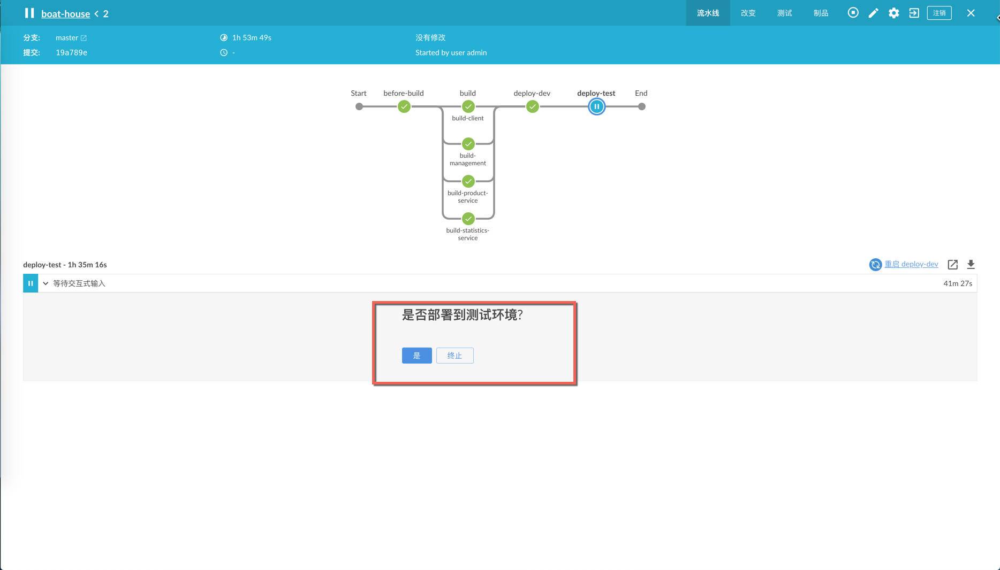 boat-house < 2
流水线 改变 测试 制品 注销
分支: master 1h 53m 49s 没有修改
提交: 19a789e - Started by user admin
Start before-build build deploy-dev deploy-test End
build-client
build-
management
build-product-
service
build-statistics-
service
deploy-test - 1h 35m 16s 重启 deploy-dev
等待交互式输入 41m 27s
是否部署到测试环境?
是 终止